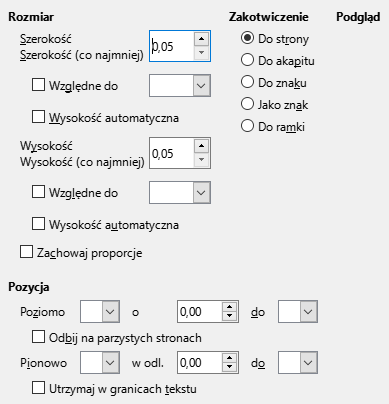 Rozmiar
Zakotwiczenie
Podgląd
Szerokość
Szerokość (co najmniej)
0,05
Do strony
Do akapitu
Względne do
Do znaku
Wysokość automatyczna
Jako znak
Do ramki
Wysokość
Wysokość (co najmniej)
0,05
Względne do
Wysokość automatyczna
Zachowaj proporcje
Pozycja
Poziomo o 0,00 do
Odbij na parzystych stronach
Pionowo w odl. 0,00 do
Utrzymaj w granicach tekstu